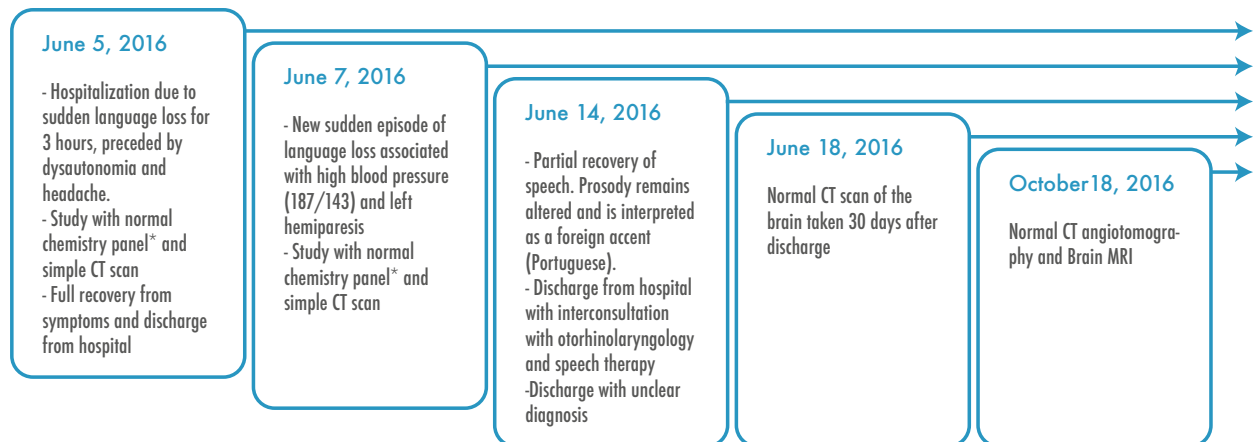 June 5, 2016
- Hospitalization due to
sudden language loss for
3 hours, preceded by
dysautonomia and
headache.
- Study with normal
chemistry panel* and
simple CT scan
- Full recovery from
symptoms and discharge
from hospital
June 7, 2016
- New sudden episode of
language loss associated
with high blood pressure
(187/143) and left
hemiparesis
- Study with normal
chemistry panel* and
simple CT scan
June 14, 2016
- Partial recovery of
speech. Prosody remains
altered and is interpreted
as a foreign accent
(Portuguese).
- Discharge from hospital
with interconsultation
with otorhinolaryngology
and speech therapy
-Discharge with unclear
diagnosis
June 18, 2016
Normal CT scan of the
brain taken 30 days after
discharge
October18, 2016
Normal CT angiotomogra-
phy and Brain MRI